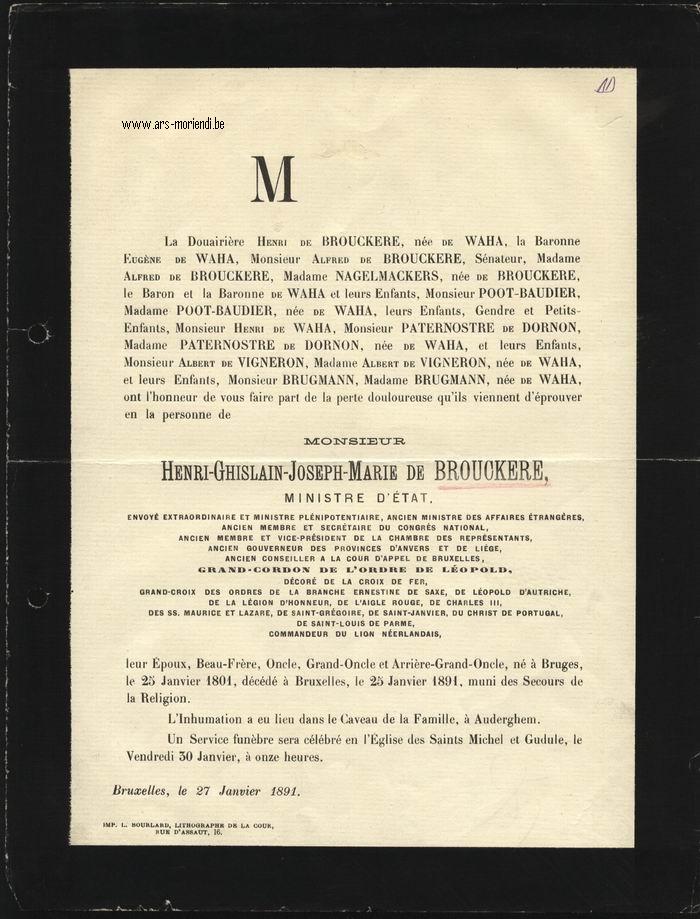 www.ars-moriendi.be
M
La Douairière HENRI DE BROUCKERE, née DE WAHA, la Baronne
EUGÈNE DE WAHA, Monsieur ALFRED DE BROUCKERE, Sénateur, Madame
ALFRED DE BROUCKERE, Madame NAGELMACKERS, née DE BROUCKERE,
le Baron et la Baronne DE WAHA et leurs Enfants, Monsieur POOT-BAUDIER,
Madame POOT-BAUDIER, née DE WAHA, leurs Enfants, Gendre et Petits-
Enfants, Monsieur HENRI DE WAHA, Monsieur PATERNOSTRE DE DORNON,
Madame PATERNOSTRE DE DORNON, née DE WAHA, et leurs Enfants,
Monsieur ALBERT DE VIGNERON, Madame ALBERT DE VIGNERON, née DE WAHA,
et leurs Enfants, Monsieur BRUGMANN, Madame BRUGMANN, née DE WAHA,
ont l'honneur de vous faire part de la perte douloureuse qu'ils viennent d'éprouver
en la personne de
MONSIEUR
HENRI-GHISLAIN-JOSEPH-MARIE DE BROUCKERE,
MINISTRE D'ÉTAT,
ENVOYÉ EXTRAORDINAIRE ET MINISTRE PLÉNIPOTENTIAIRE, ANCIEN MINISTRE DES AFFAIRES ÉTRANGÈRES,
ANCIEN MEMBRE ET SECRÉTAIRE DU CONGRÈS NATIONAL,
ANCIEN MEMBRE ET VICE-PRÉSIDENT DE LA CHAMBRE DES REPRÉSENTANTS,
ANCIEN GOUVERNEUR DES PROVINCES D'ANVERS ET DE LIÉGE,
ANCIEN CONSEILLER A LA COUR D'APPEL DE BRUXELLES,
GRAND-CORDON DE L'ORDRE DE LÉOPOLD,
DÉCORÉ DE LA CROIX DE FER,
GRAND-CROIX DES ORDRES DE LA BRANCHE ERNESTINE DE SAXE, DE LÉOPOLD D'AUTRICHE,
DE LA LÉGION D'HONNEUR, DE L'AIGLE ROUGE, DE CHARLES III,
DES SS. MAURICE ET LAZARE, DE SAINT-GRÉGOIRE, DE SAINT-JANVIER, DU CHRIST DE PORTUGAL,
DE SAINT-LOUIS DE PARME,
COMMANDEUR DU LION NÉERLANDAIS,
leur Époux, Beau-Frère, Oncle, Grand-Oncle et Arrière-Grand-Oncle, né à Bruges,
le 25 Janvier 1801, décédé à Bruxelles, le 25 Janvier 1891, muni des Secours de
la Religion.
L'Inhumation a eu lieu dans le Caveau de la Famille, à Auderghem.
Un Service funèbre sera célébré en l'Église des Saints Michel et Gudule, le
Vendredi 30 Janvier, à onze heures.
Bruxelles, le 27 Janvier 1891.
IMP. L. BOURLARD, LITHOGRAPHE DE LA COUR,
RUE D'ASSAUT, 16.